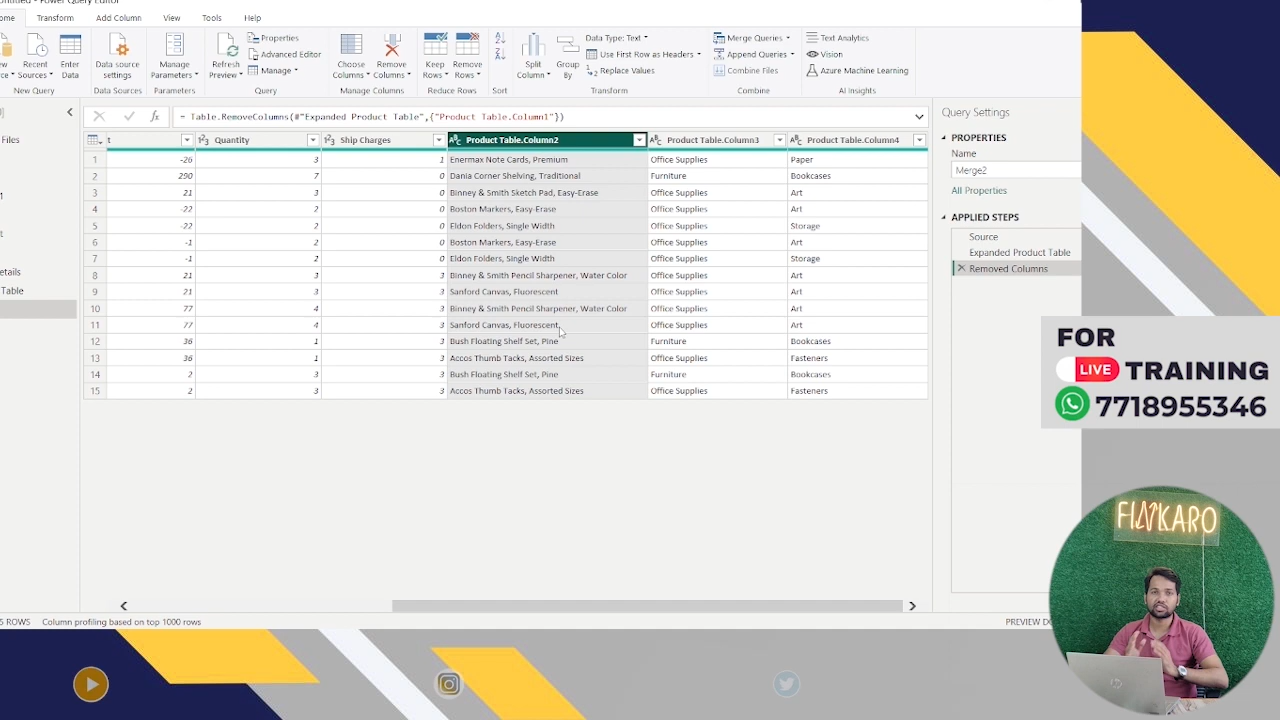 Untitled - Power Query Editor
ome Transform Add Column View Tools Help
Recent Sources
Enter Data
New Query
Data source settings
Data Sources
Manage Parameters
Parameters
Refresh Preview
Properties
Advanced Editor
Manage
Query
Choose Columns
Remove Columns
Manage Columns
Keep Rows
Remove Rows
Reduce Rows
Sort
Split Column
Group By
Data Type: Text
Use First Row as Headers
Replace Values
Transform
Merge Queries
Append Queries
Combine Files
Combine
Text Analytics
Vision
Azure Machine Learning
AI Insights
Files
etails
Table
= Table.RemoveColumns(#"Expanded Product Table",{"Product Table.Column1"})
t Quantity Ship Charges Product Table.Column2 Product Table.Column3 Product Table.Column4
1 -26 3 1 Enermax Note Cards, Premium Office Supplies Paper
2 290 7 0 Dania Corner Shelving, Traditional Furniture Bookcases
3 21 3 0 Binney & Smith Sketch Pad, Easy-Erase Office Supplies Art
4 -22 2 0 Boston Markers, Easy-Erase Office Supplies Art
5 -22 2 0 Eldon Folders, Single Width Office Supplies Storage
6 -1 2 0 Boston Markers, Easy-Erase Office Supplies Art
7 -1 2 0 Eldon Folders, Single Width Office Supplies Storage
8 21 3 3 Binney & Smith Pencil Sharpener, Water Color Office Supplies Art
9 21 3 3 Sanford Canvas, Fluorescent Office Supplies Art
10 77 4 3 Binney & Smith Pencil Sharpener, Water Color Office Supplies Art
11 77 4 3 Sanford Canvas, Fluorescent Office Supplies Art
12 36 1 3 Bush Floating Shelf Set, Pine Furniture Bookcases
13 36 1 3 Accos Thumb Tacks, Assorted Sizes Office Supplies Fasteners
14 2 3 3 Bush Floating Shelf Set, Pine Furniture Bookcases
15 2 3 3 Accos Thumb Tacks, Assorted Sizes Office Supplies Fasteners
Query Settings
PROPERTIES
Name
Merge2
All Properties
APPLIED STEPS
Source
Expanded Product Table
Removed Columns
5 ROWS Column profiling based on top 1000 rows
PREVIEW
FOR
LIVE TRAINING
7718955346
FINKARO